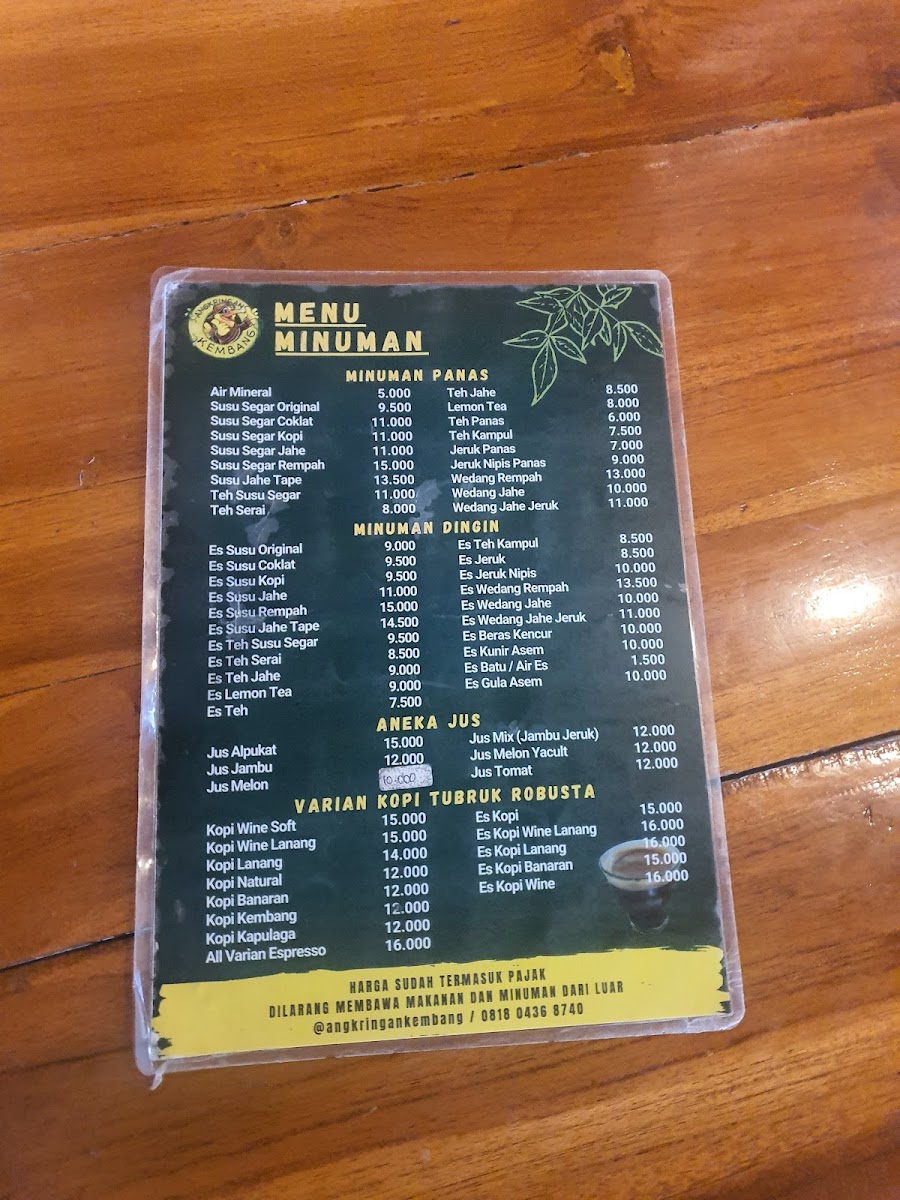 ANGKRINGAN KEMBANG
MENU
MINUMAN
MINUMAN PANAS
Air Mineral 5.000
Susu Segar Original 9.500
Susu Segar Coklat 11.000
Susu Segar Kopi 11.000
Susu Segar Jahe 11.000
Susu Segar Rempah 15.000
Susu Jahe Tape 13.500
Teh Susu Segar 11.000
Teh Serai 8.000
Teh Jahe 8.500
Lemon Tea 8.000
Teh Panas 6.000
Teh Kampul 7.500
Jeruk Panas 7.000
Jeruk Nipis Panas 9.000
Wedang Rempah 13.000
Wedang Jahe 10.000
Wedang Jahe Jeruk 11.000
MINUMAN DINGIN
Es Susu Original 9.000
Es Susu Coklat 9.500
Es Susu Kopi 9.500
Es Susu Jahe 11.000
Es Susu Rempah 15.000
Es Susu Jahe Tape 14.500
Es Teh Susu Segar 9.500
Es Teh Serai 8.500
Es Teh Jahe 9.000
Es Lemon Tea 9.000
Es Teh 7.500
Es Teh Kampul 8.500
Es Jeruk 8.500
Es Jeruk Nipis 10.000
Es Wedang Rempah 13.500
Es Wedang Jahe 10.000
Es Wedang Jahe Jeruk 11.000
Es Beras Kencur 10.000
Es Kunir Asem 10.000
Es Batu / Air Es 1.500
Es Gula Asem 10.000
ANEKA JUS
Jus Alpukat 15.000
Jus Jambu 12.000
Jus Melon 10.000
Jus Mix (Jambu Jeruk) 12.000
Jus Melon Yacult 12.000
Jus Tomat 12.000
VARIAN KOPI TUBRUK ROBUSTA
Kopi Wine Soft 15.000
Kopi Wine Lanang 15.000
Kopi Lanang 14.000
Kopi Natural 12.000
Kopi Banaran 12.000
Kopi Kembang 12.000
Kopi Kapulaga 12.000
All Varian Espresso 16.000
Es Kopi 15.000
Es Kopi Wine Lanang 16.000
Es Kopi Lanang 16.000
Es Kopi Banaran 15.000
Es Kopi Wine 16.000
HARGA SUDAH TERMASUK PAJAK
DILARANG MEMBAWA MAKANAN DAN MINUMAN DARI LUAR
@angkringankembang / 0818 0436 8740